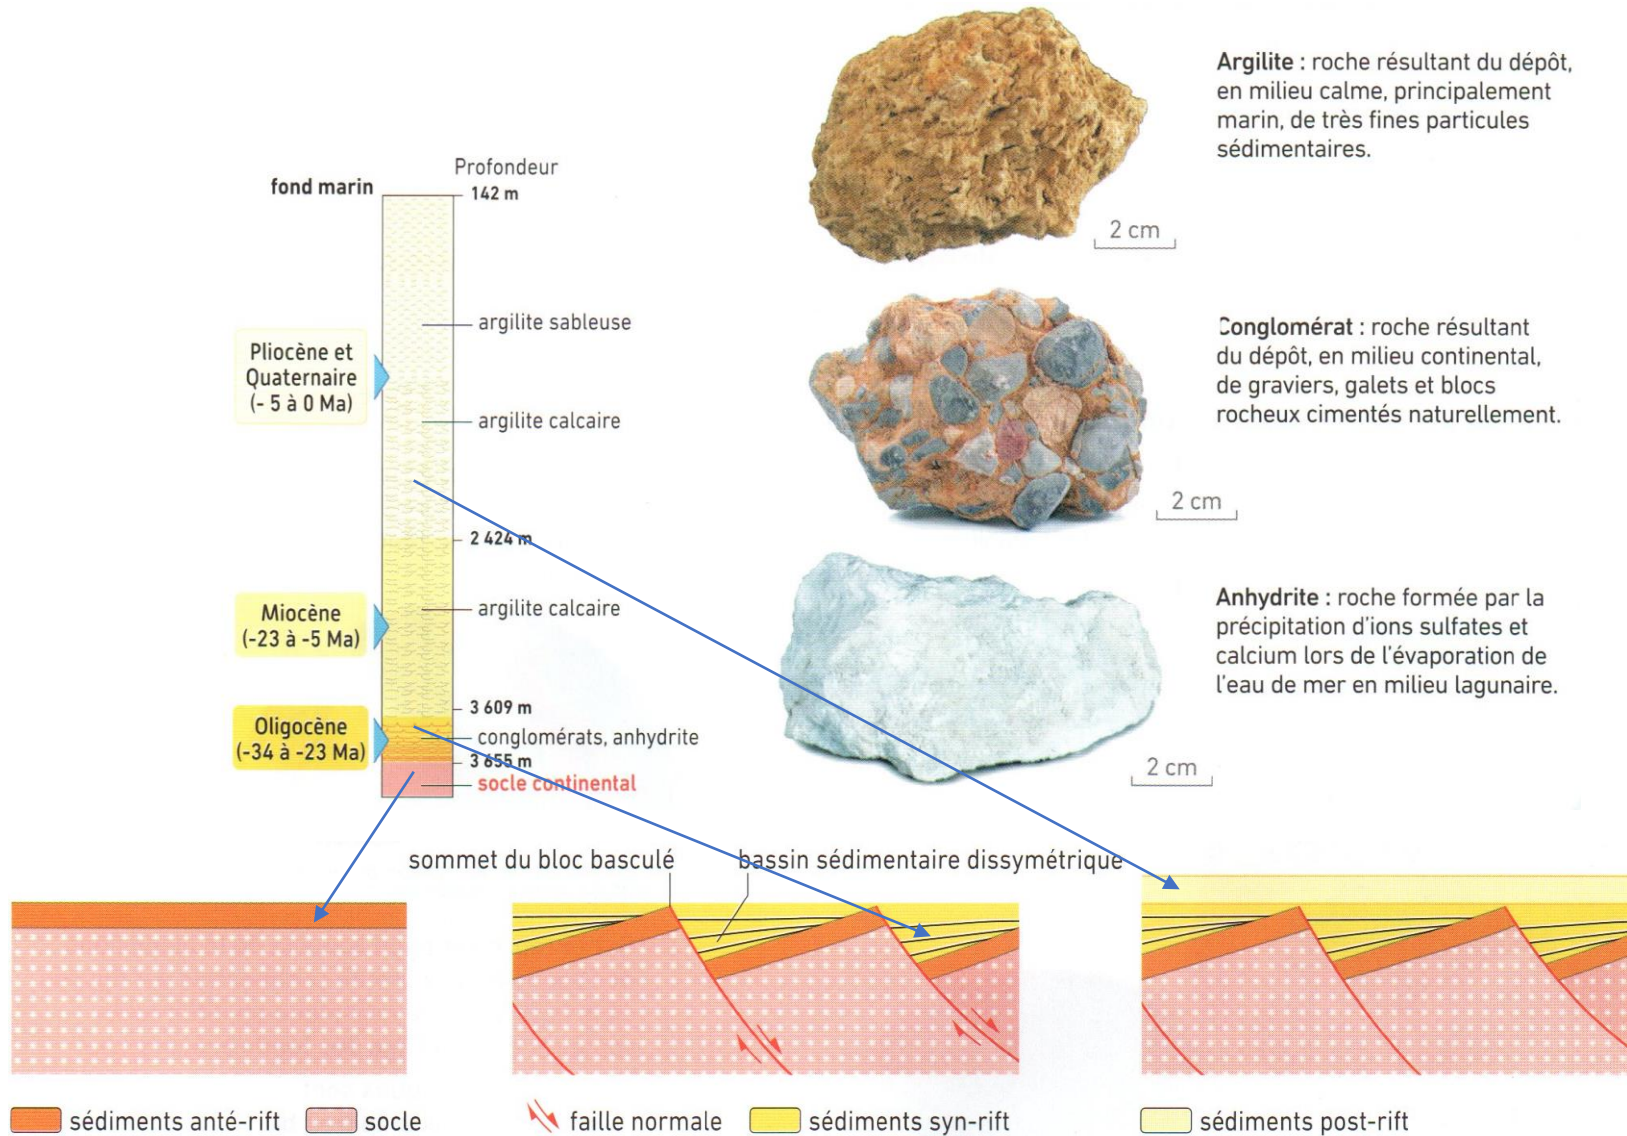 Argilite : roche résultant du dépôt,
en milieu calme, principalement
marin, de très fines particules
sédimentaires.
2 cm
Profondeur
fond marin
142 m
argilite sableuse
Pliocène et
Quaternaire
(- 5 à 0 Ma)
argilite calcaire
2 424 m
Miocène
(-23 à -5 Ma)
argilite calcaire
3 609 m
Oligocène
(-34 à -23 Ma)
conglomérats, anhydrite
3 655 m
socle continental
Conglomérat : roche résultant
du dépôt, en milieu continental,
de graviers, galets et blocs
rocheux cimentés naturellement.
2 cm
Anhydrite : roche formée par la
précipitation d'ions sulfates et
calcium lors de l'évaporation de
l'eau de mer en milieu lagunaire.
2 cm
sommet du bloc basculé
bassin sédimentaire dissymétrique
sédiments anté-rift
socle
faille normale
sédiments syn-rift
sédiments post-rift